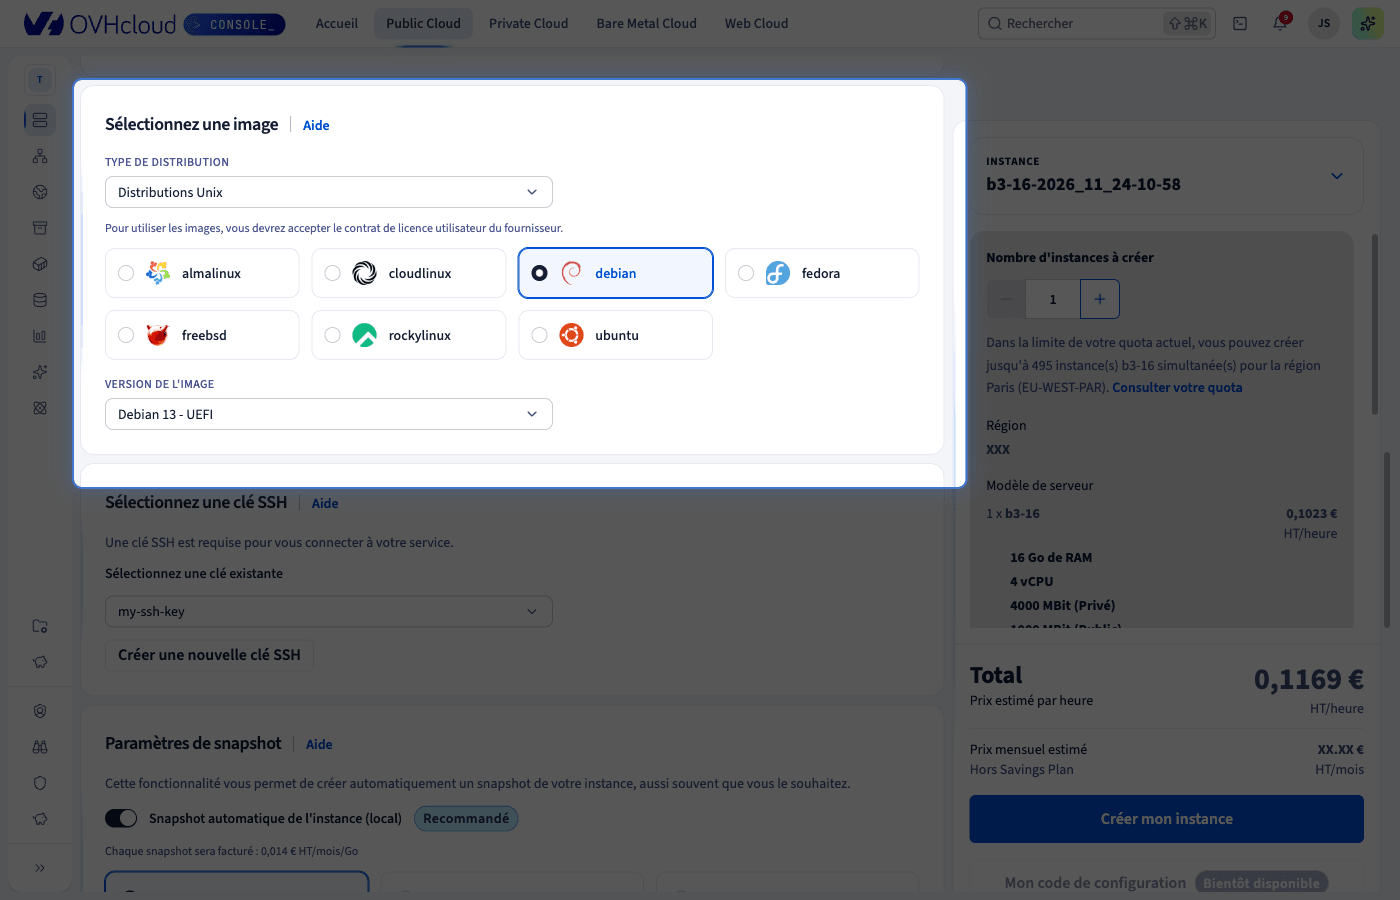 OVHcloud > CONSOLE_
Accueil
Public Cloud
Private Cloud
Bare Metal Cloud
Web Cloud
Rechercher
⇧⌘K
9
JS
T
Sélectionnez une image
Aide
TYPE DE DISTRIBUTION
Distributions Unix
Pour utiliser les images, vous devrez accepter le contrat de licence utilisateur du fournisseur.
almalinux
cloudlinux
debian
fedora
freebsd
rockylinux
ubuntu
VERSION DE L'IMAGE
Debian 13 - UEFI
Sélectionnez une clé SSH
Aide
Une clé SSH est requise pour vous connecter à votre service.
Sélectionnez une clé existante
my-ssh-key
Créer une nouvelle clé SSH
Paramètres de snapshot
Aide
Cette fonctionnalité vous permet de créer automatiquement un snapshot de votre instance, aussi souvent que vous le souhaitez.
Snapshot automatique de l'instance (local)
Recommandé
Chaque snapshot sera facturé : 0,014 € HT/mois/Go
INSTANCE
b3-16-2026_11_24-10-58
Nombre d'instances à créer
1
Dans la limite de votre quota actuel, vous pouvez créer
jusqu'à 495 instance(s) b3-16 simultanée(s) pour la région
Paris (EU-WEST-PAR). Consulter votre quota
Région
XXX
Modèle de serveur
1 x b3-16
0,1023 €
HT/heure
16 Go de RAM
4 vCPU
4000 MBit (Privé)
1000 MBit (Public)
Total
0,1169 €
Prix estimé par heure
HT/heure
Prix mensuel estimé
XX.XX €
Hors Savings Plan
HT/mois
Créer mon instance
Mon code de configuration
Bientôt disponible